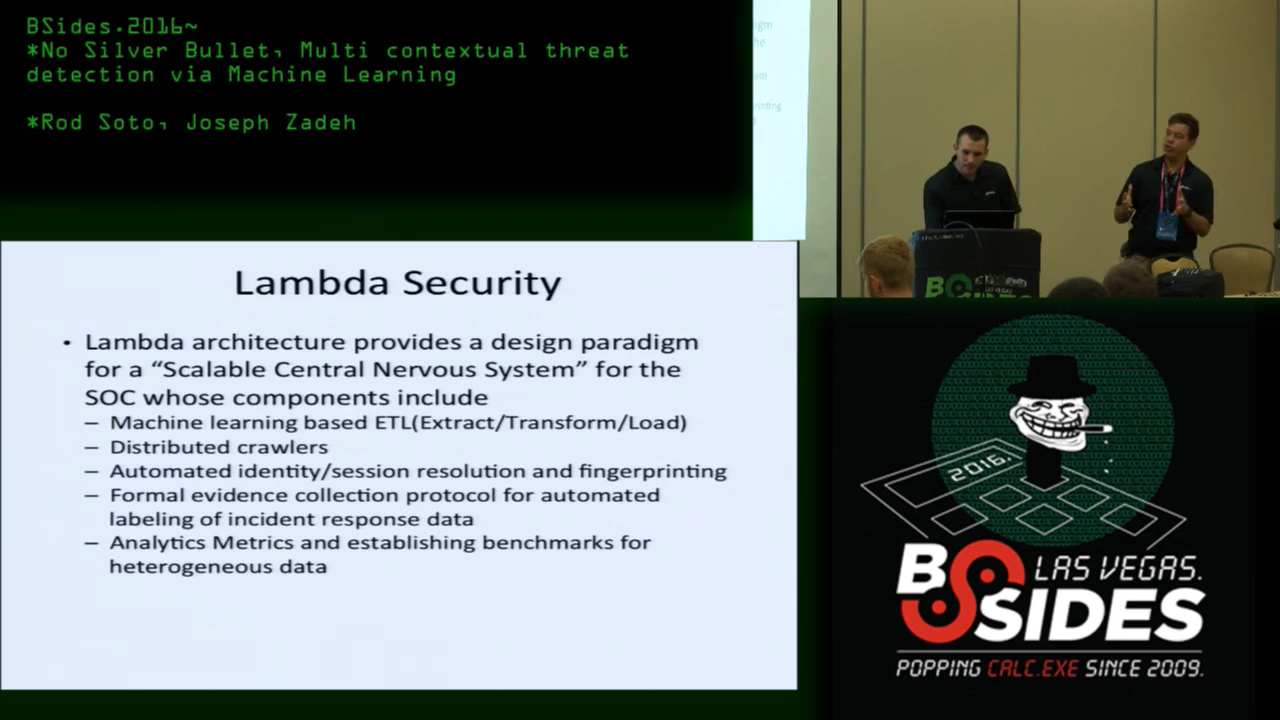 BSides.2016~
*No Silver Bullet, Multi contextual threat
detection via Machine Learning
*Rod Soto, Joseph Zadeh
Lambda Security
• Lambda architecture provides a design paradigm
for a “Scalable Central Nervous System” for the
SOC whose components include
– Machine learning based ETL(Extract/Transform/Load)
– Distributed crawlers
– Automated identity/session resolution and fingerprinting
– Formal evidence collection protocol for automated
labeling of incident response data
– Analytics Metrics and establishing benchmarks for
heterogeneous data
2016.
BSIDES
LAS VEGAS.
POPPING CALC.EXE SINCE 2009.
BSIDES
LAS VEGAS